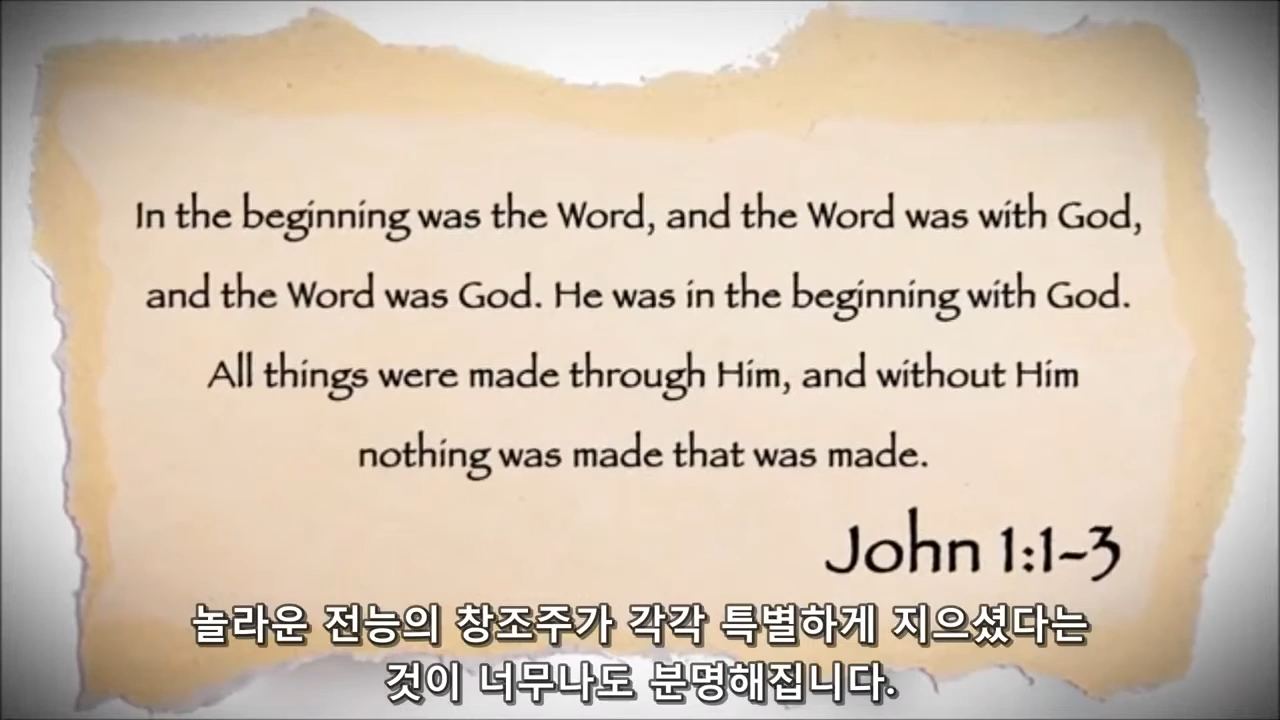 In the beginning was the Word, and the Word was with God,
and the Word was God. He was in the beginning with God.
All things were made through Him, and without Him
nothing was made that was made.
John 1:1-3
놀라운 전능의 창조주가 각각 특별하게 지으셨다는
것이 너무나도 분명해집니다.